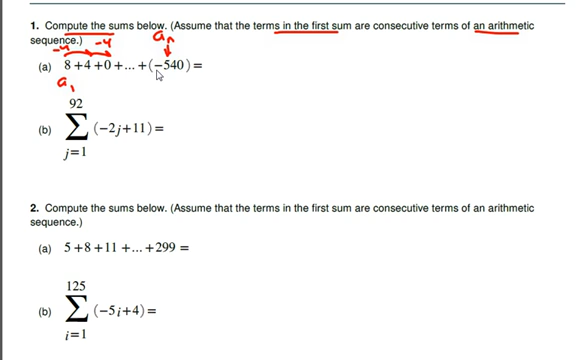 1. Compute the sums below. (Assume that the terms in the first sum are consecutive terms of an arithmetic
sequence.)
-4 -4 aₙ
(a) 8 +4 +0 + ... + (−540) =
a₁
92
(b) ∑ (−2j+11) =
j=1
2. Compute the sums below. (Assume that the terms in the first sum are consecutive terms of an arithmetic
sequence.)
(a) 5 +8 +11 +... +299 =
125
(b) ∑ (−5i+4) =
i=1